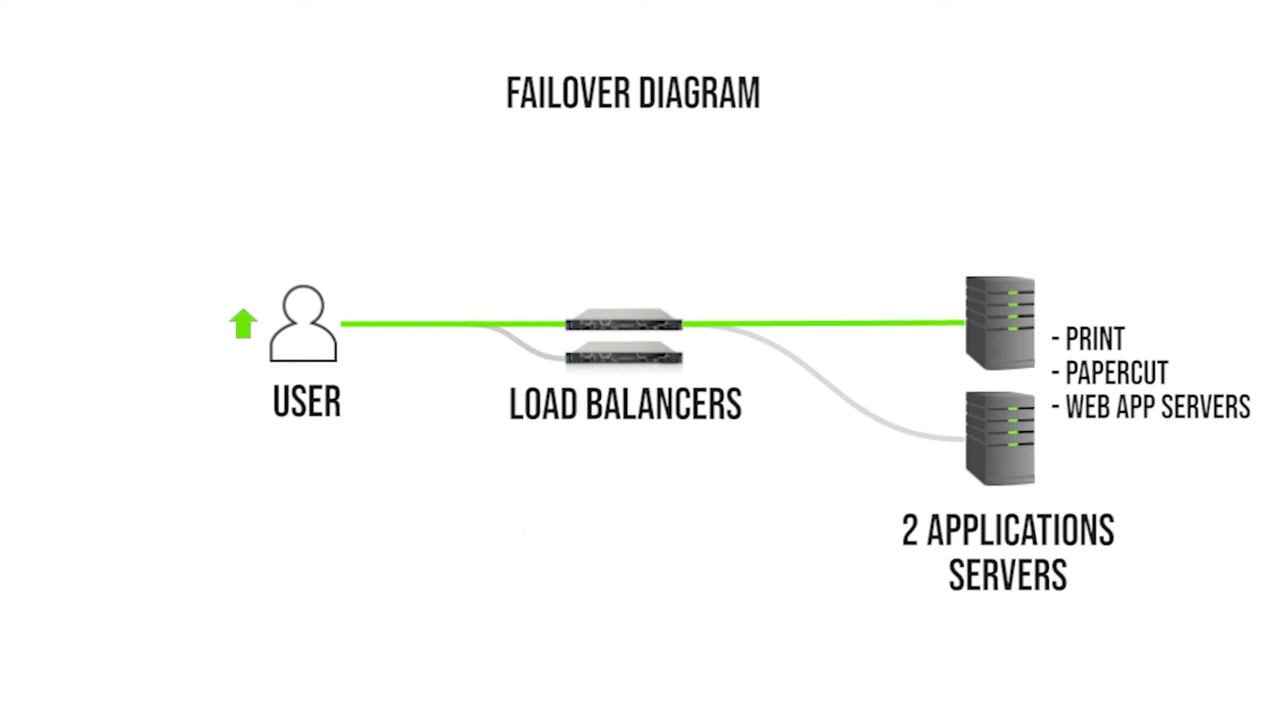 FAILOVER DIAGRAM
USER
LOAD BALANCERS
- PRINT
- PAPERCUT
- WEB APP SERVERS
2 APPLICATIONS
SERVERS